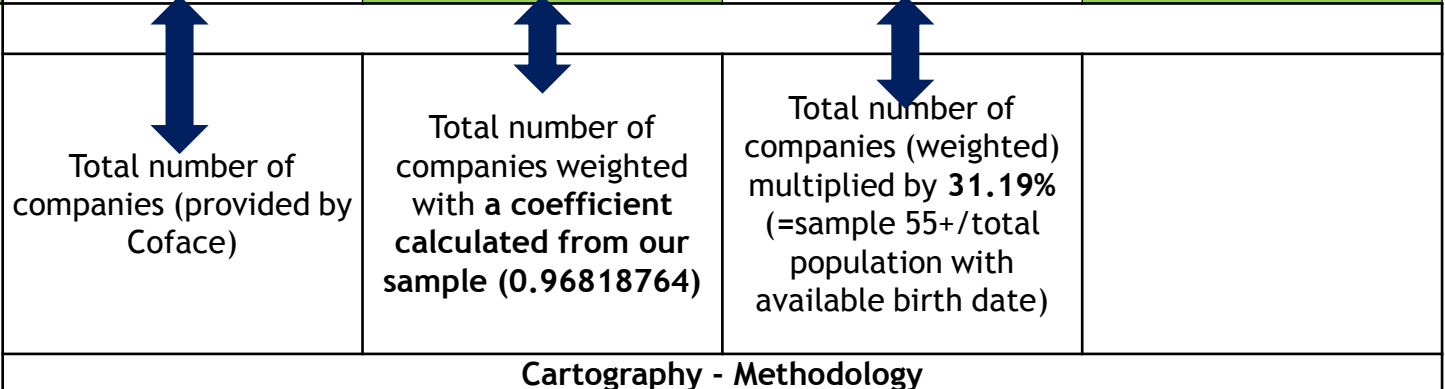 Total number of
companies (provided by
Coface)
Total number of
companies weighted
with a coefficient
calculated from our
sample (0.96818764)
Total number of
companies (weighted)
multiplied by 31.19%
(=sample 55+/total
population with
available birth date)
Cartography - Methodology